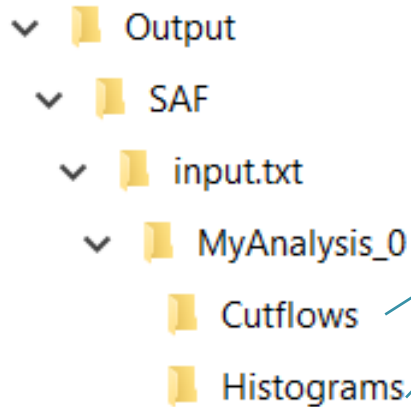 Output
SAF
input.txt
MyAnalysis_0
Cutflows
Histograms